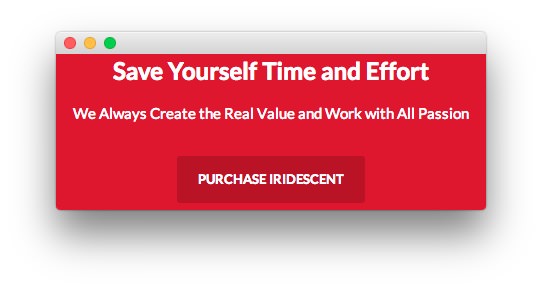 Save Yourself Time and Effort
We Always Create the Real Value and Work with All Passion
PURCHASE IRIDESCENT